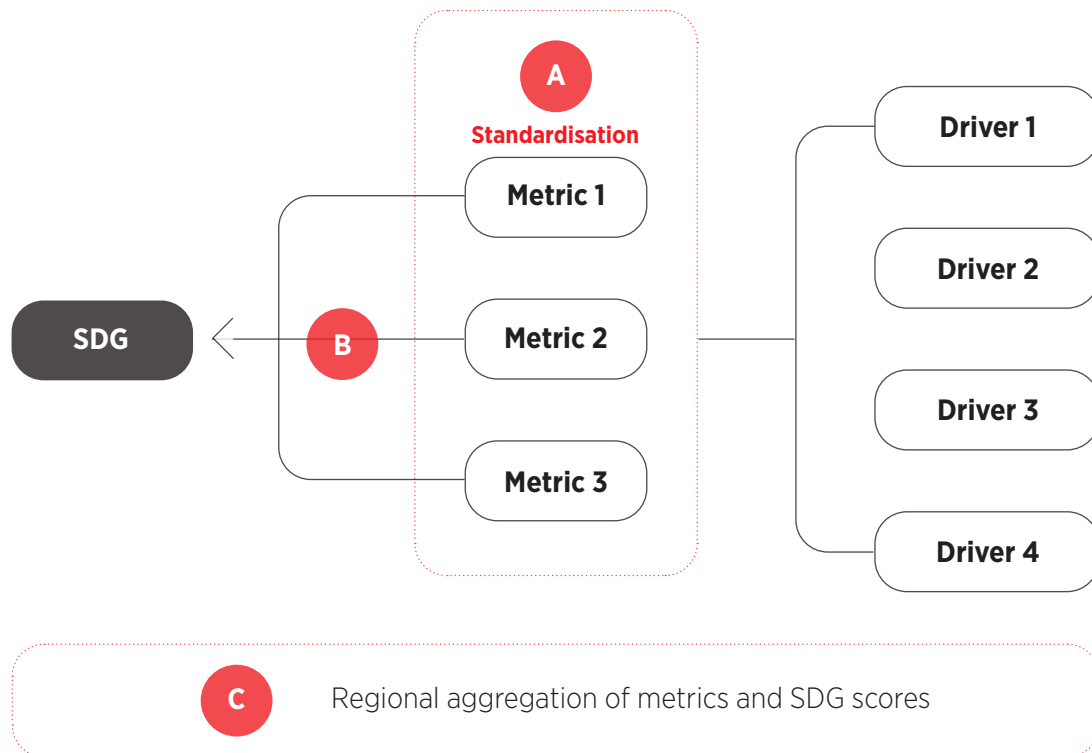 A
Standardisation
Metric 1
Metric 2
Metric 3
SDG
B
Driver 1
Driver 2
Driver 3
Driver 4
C
Regional aggregation of metrics and SDG scores